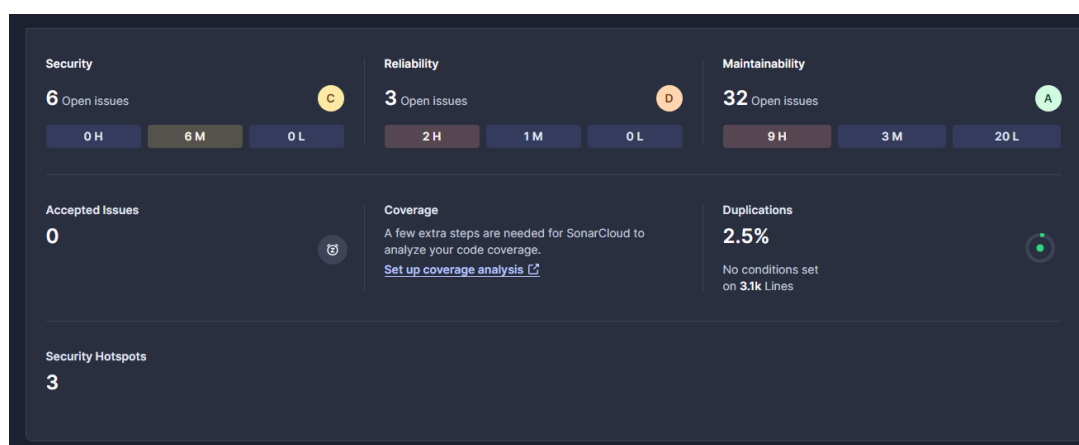 Security
6 Open issues
C
0 H
6 M
0 L
Reliability
3 Open issues
D
2 H
1 M
0 L
Maintainability
32 Open issues
A
9 H
3 M
20 L
Accepted Issues
0
Coverage
A few extra steps are needed for SonarCloud to
analyze your code coverage.
Set up coverage analysis
Duplications
2.5%
No conditions set
on 3.1k Lines
Security Hotspots
3